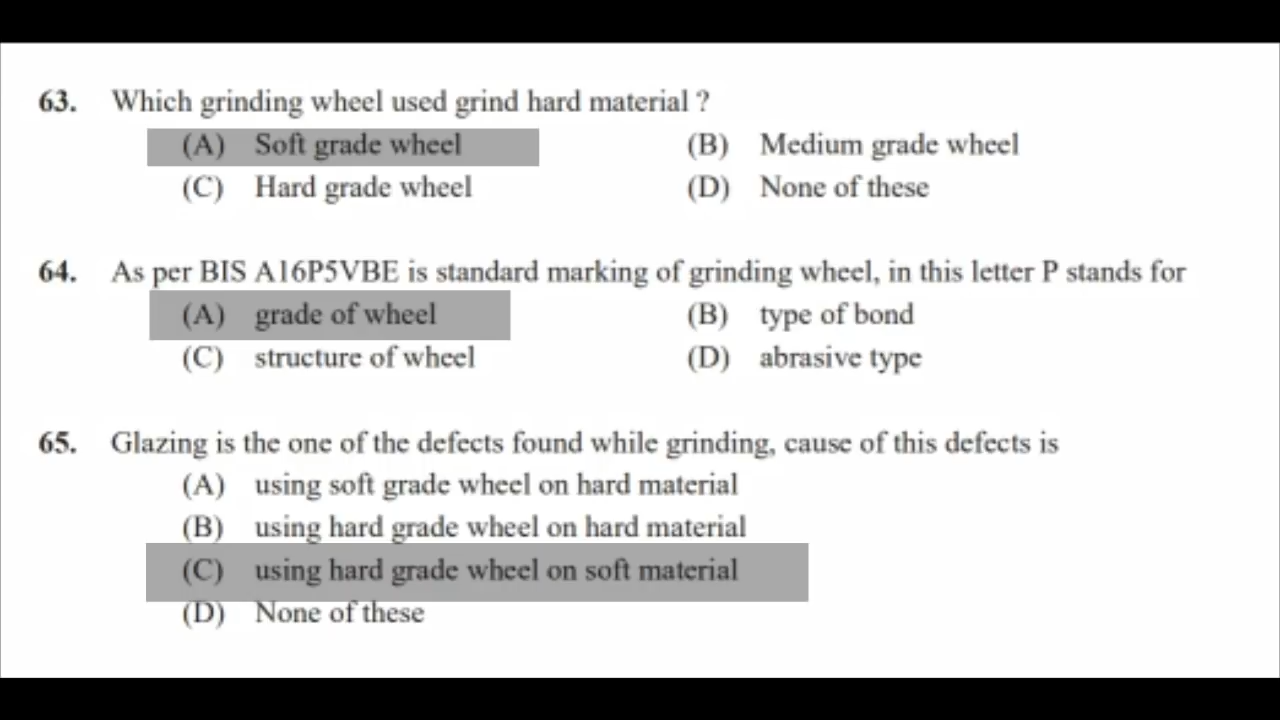 63. Which grinding wheel used grind hard material ?
(A) Soft grade wheel (B) Medium grade wheel
(C) Hard grade wheel (D) None of these
64. As per BIS A16P5VBE is standard marking of grinding wheel, in this letter P stands for
(A) grade of wheel (B) type of bond
(C) structure of wheel (D) abrasive type
65. Glazing is the one of the defects found while grinding, cause of this defects is
(A) using soft grade wheel on hard material
(B) using hard grade wheel on hard material
(C) using hard grade wheel on soft material
(D) None of these